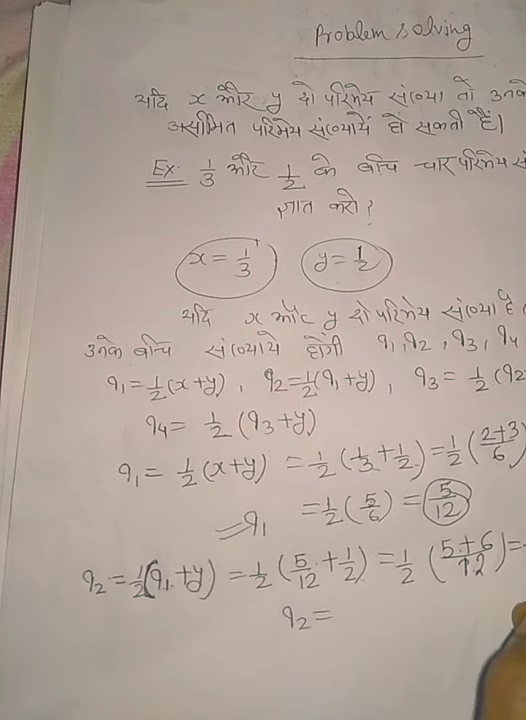 Problem solving
यदि x और y दो परिमेय संख्या तो उनके
असीमित परिमेय संख्यायें हो सकती हैं।
Ex. 1/3 और 1/2 के बीच चार परिमेय सं
ज्ञात करो?
x = 1/3 y = 1/2
यदि x और y दो परिमेय संख्या है
उनके बीच संख्याये होंगी q1, q2, q3, q4
q1 = 1/2 (x+y), q2 = 1/2 (q1+y), q3 = 1/2 (q2
q4 = 1/2 (q3+y)
q1 = 1/2 (x+y) = 1/2 (1/3 + 1/2) = 1/2 (2+3/6)
⇒ q1 = 1/2 (5/6) = 5/12
q2 = 1/2 (q1+y) = 1/2 (5/12 + 1/2) = 1/2 (5+6/12) =
q2 =